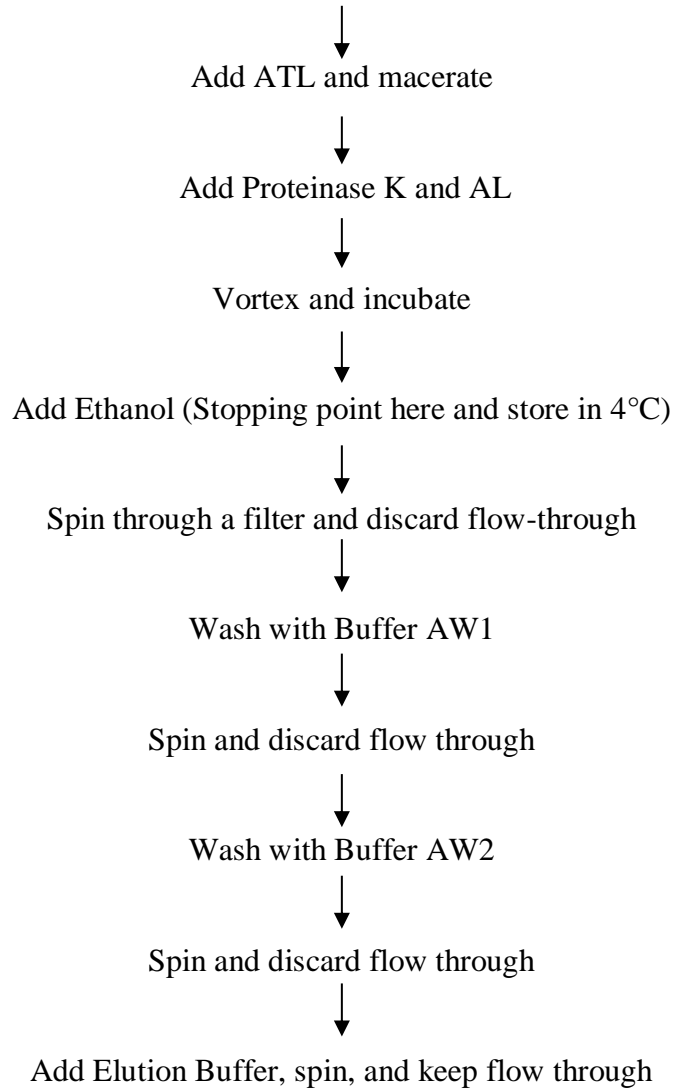 Add ATL and macerate
Add Proteinase K and AL
Vortex and incubate
Add Ethanol (Stopping point here and store in 4°C)
Spin through a filter and discard flow-through
Wash with Buffer AW1
Spin and discard flow through
Wash with Buffer AW2
Spin and discard flow through
Add Elution Buffer, spin, and keep flow through